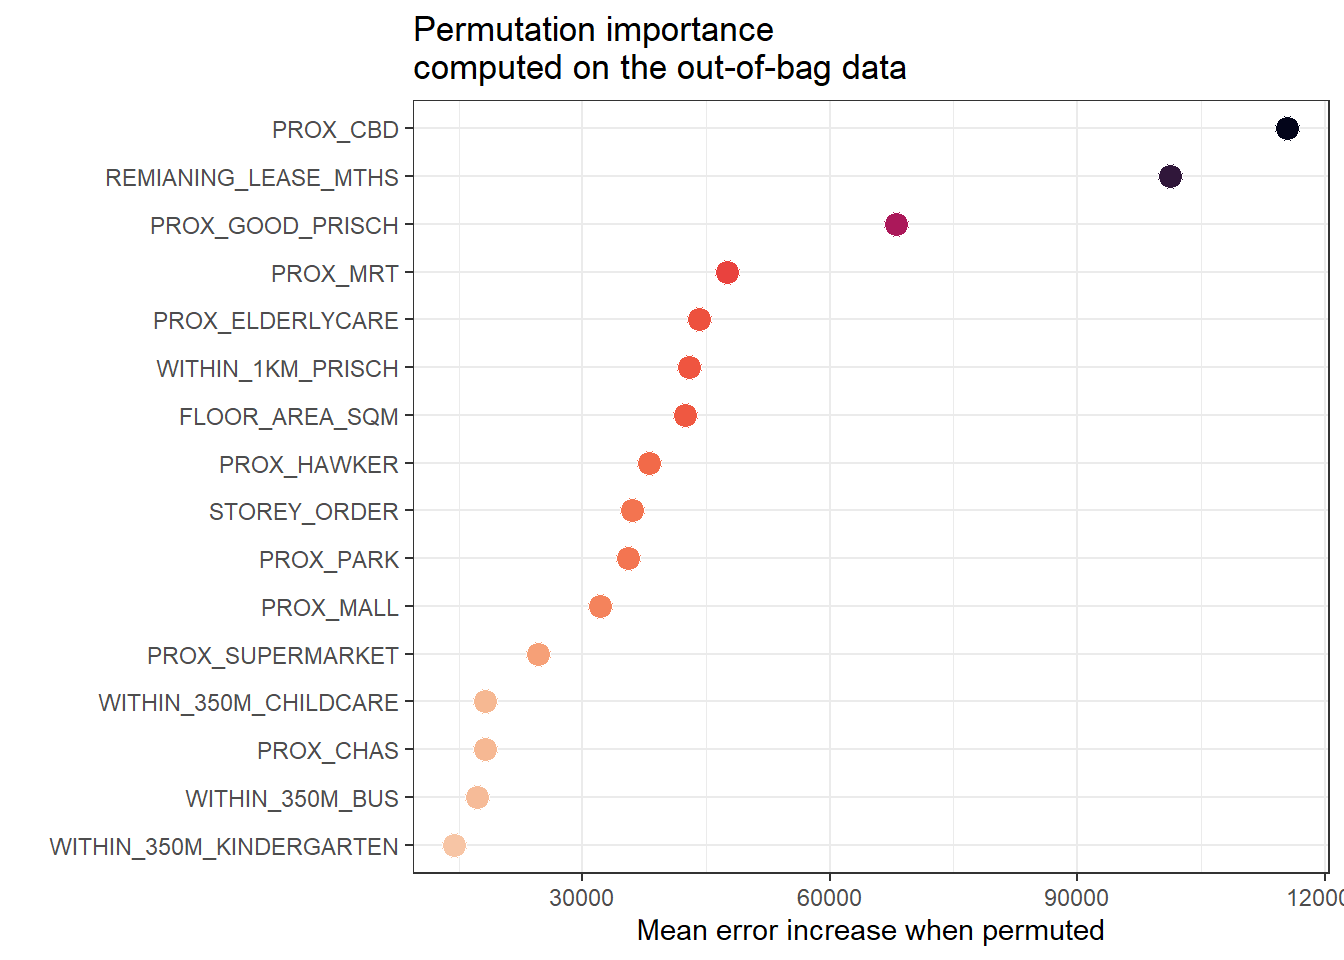 Permutation importance
computed on the out-of-bag data
PROX_CBD
REMIANING_LEASE_MTHS
PROX_GOOD_PRISCH
PROX_MRT
PROX_ELDERLYCARE
WITHIN_1KM_PRISCH
FLOOR_AREA_SQM
PROX_HAWKER
STOREY_ORDER
PROX_PARK
PROX_MALL
PROX_SUPERMARKET
WITHIN_350M_CHILDCARE
PROX_CHAS
WITHIN_350M_BUS
WITHIN_350M_KINDERGARTEN
30000 60000 90000 12000
Mean error increase when permuted